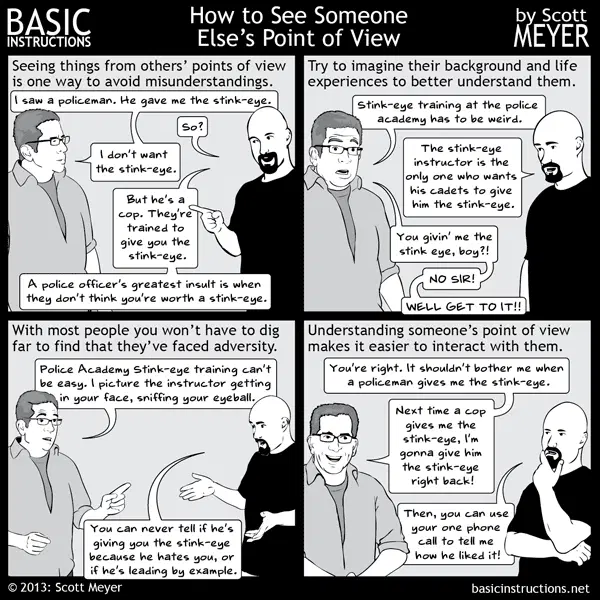 BASIC
INSTRUCTIONS
How to See Someone
Else's Point of View
by Scott
MEYER
Seeing things from others' points of view
is one way to avoid misunderstandings.
I saw a policeman. He gave me the stink-eye.
So?
I don't want
the stink-eye.
But he's a
cop. They're
trained to
give you the
stink-eye.
A police officer's greatest insult is when
they don't think you're worth a stink-eye.
Try to imagine their background and life
experiences to better understand them.
Stink-eye training at the police
academy has to be weird.
The stink-eye
instructor is the
only one who wants
his cadets to give
him the stink-eye.
You givin' me the
stink eye, boy?!
NO SIR!
WELL GET TO IT!!
With most people you won't have to dig
far to find that they've faced adversity.
Police Academy Stink-eye training can't
be easy. I picture the instructor getting
in your face, sniffing your eyeball.
You can never tell if he's
giving you the stink-eye
because he hates you, or
if he's leading by example.
Understanding someone's point of view
makes it easier to interact with them.
You're right. It shouldn't bother me when
a policeman gives me the stink-eye.
Next time a cop
gives me the
stink-eye, I'm
gonna give him
the stink-eye
right back!
Then, you can use
your one phone
call to tell me
how he liked it!
© 2013: Scott Meyer
basicinstructions.net